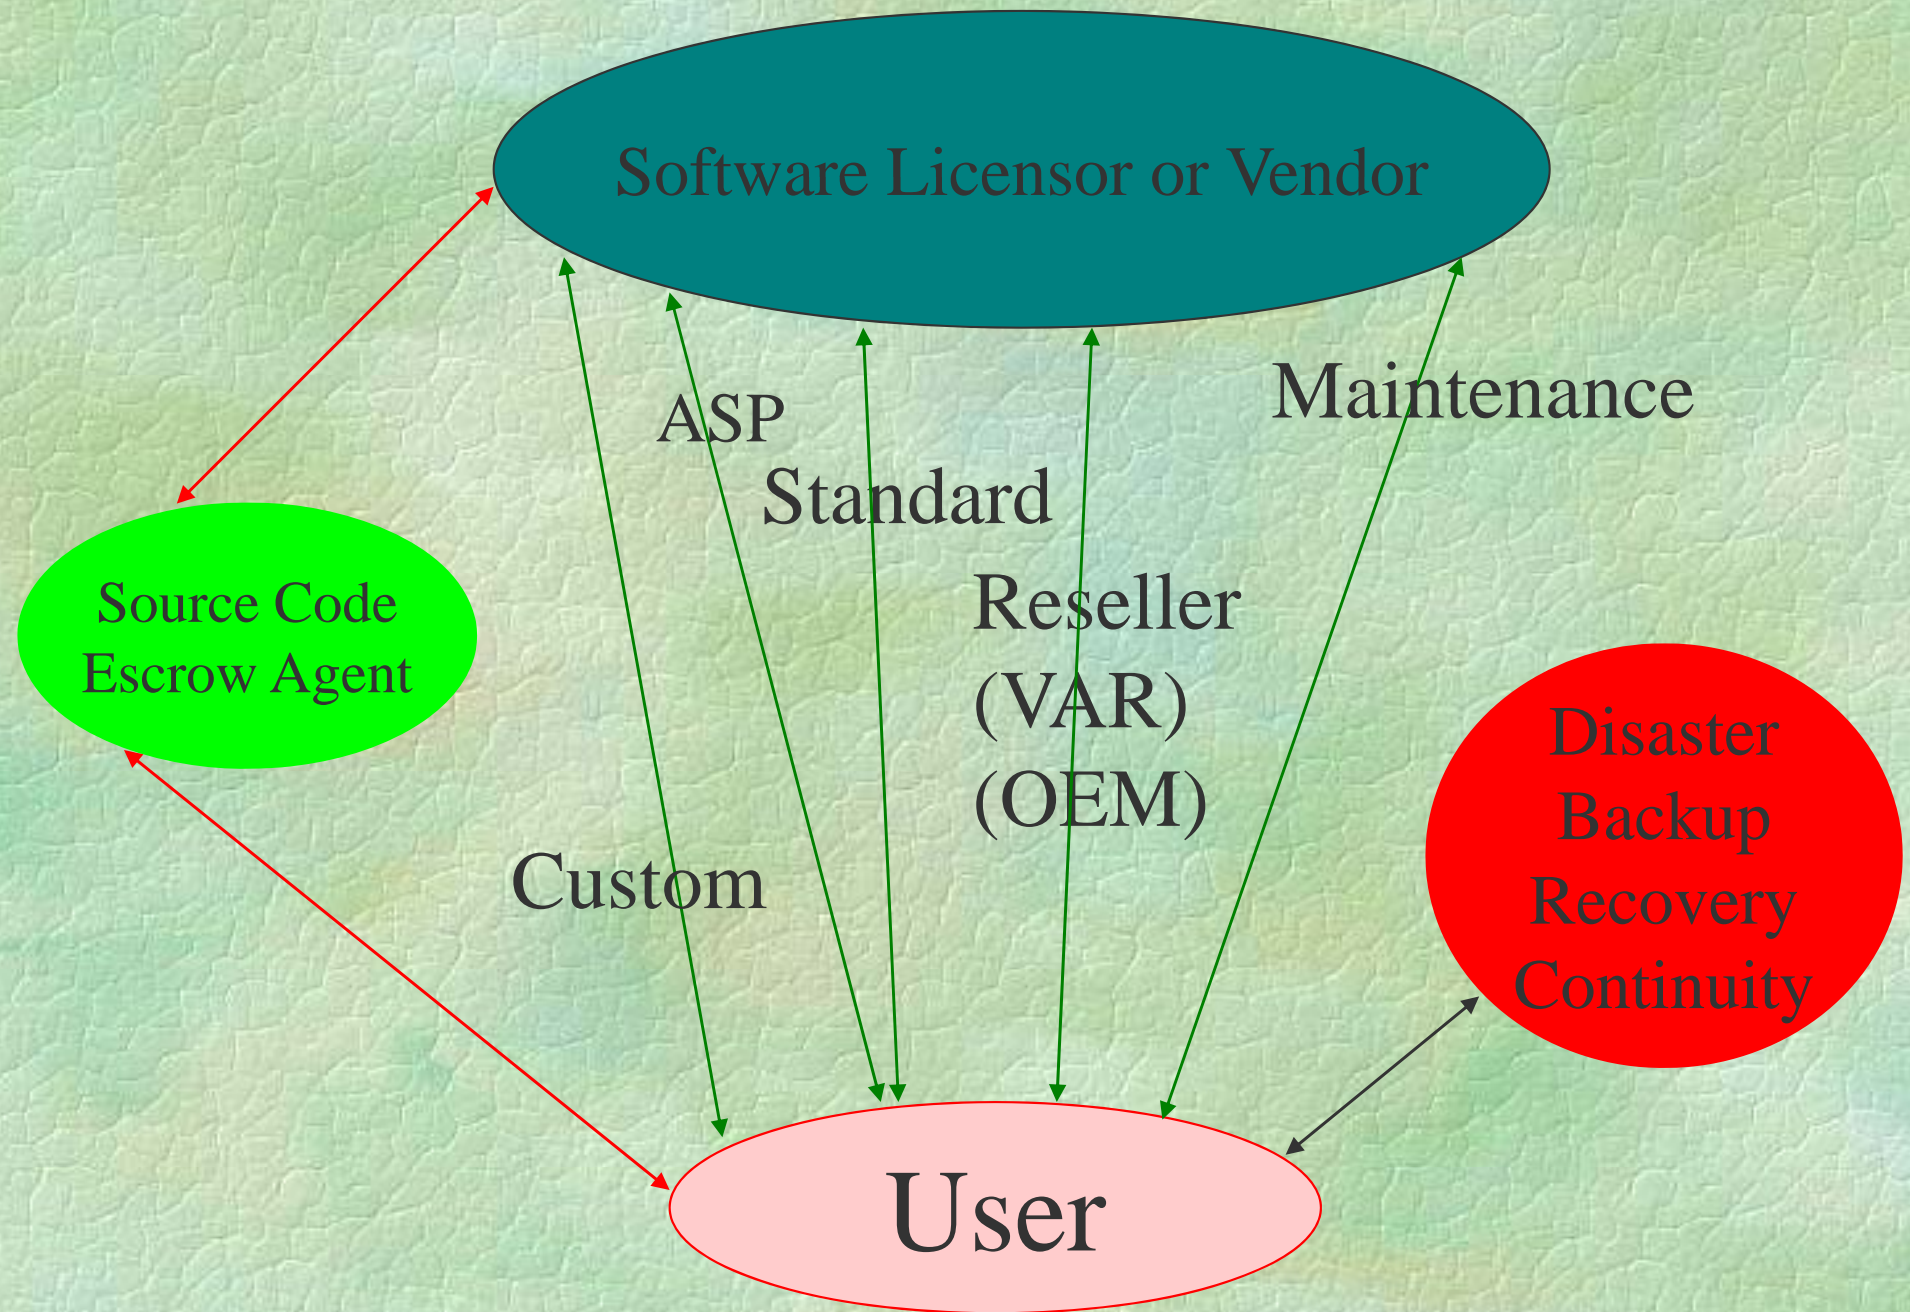 Software Licensor or Vendor
Maintenance
ASP
Standard
Reseller
(VAR)
(OEM)
Source Code
Escrow Agent
Custom
Disaster
Backup
Recovery
Continuity
User